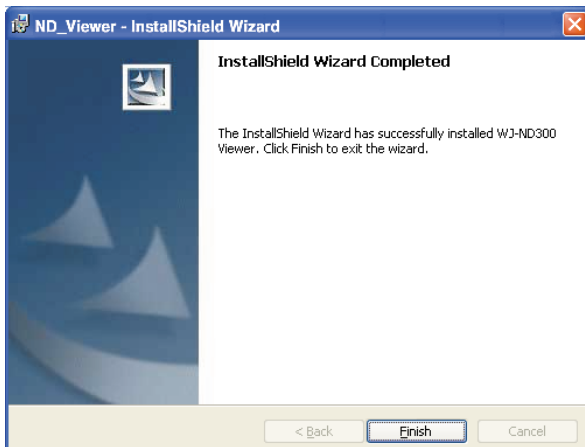 ND_Viewer - InstallShield Wizard
InstallShield Wizard Completed
The InstallShield Wizard has successfully installed WJ-ND300
Viewer. Click Finish to exit the wizard.
< Back Finish Cancel